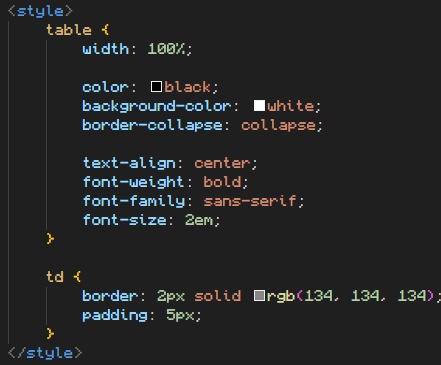 <style>
table {
width: 100%;
color: black;
background-color: white;
border-collapse: collapse;
text-align: center;
font-weight: bold;
font-family: sans-serif;
font-size: 2em;
}
td {
border: 2px solid rgb(134, 134, 134);
padding: 5px;
}
</style>